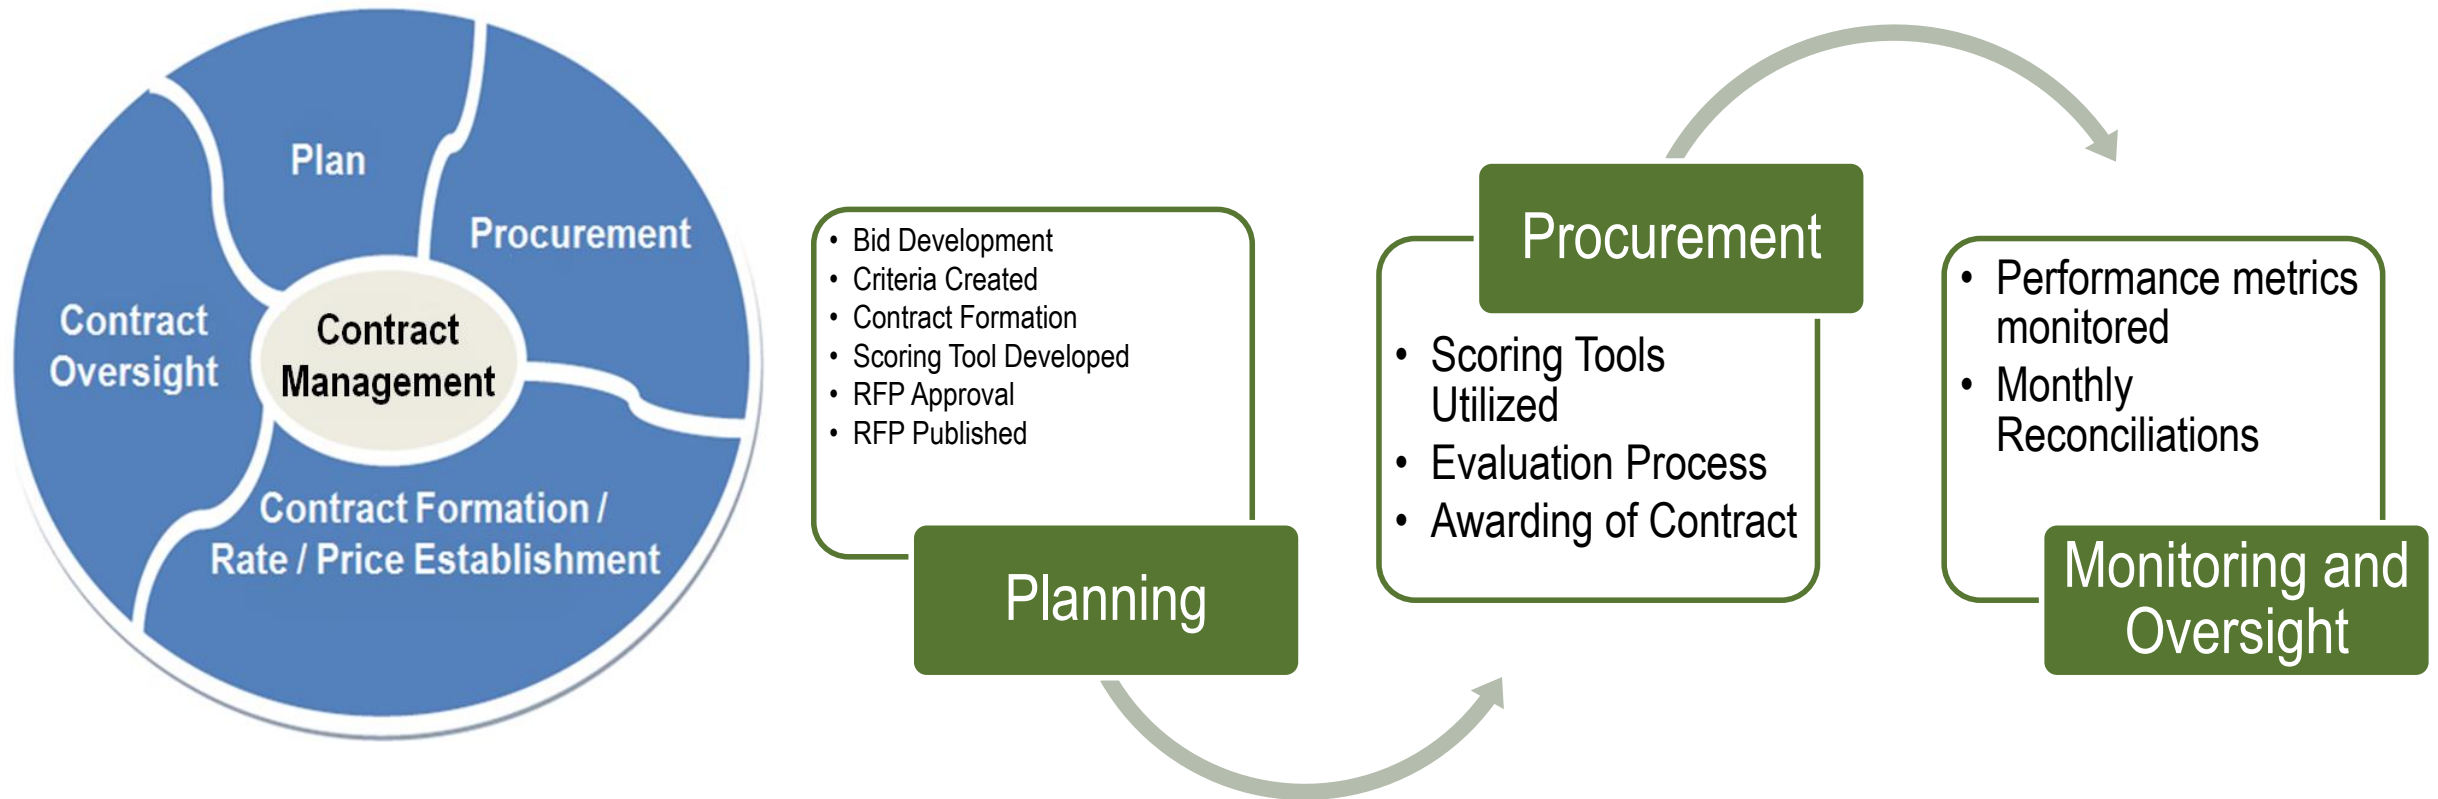 Plan
Procurement
Contract
Oversight
Contract
Management
Contract Formation /
Rate / Price Establishment
• Bid Development
• Criteria Created
• Contract Formation
• Scoring Tool Developed
• RFP Approval
• RFP Published
Planning
Procurement
• Scoring Tools
Utilized
• Evaluation Process
• Awarding of Contract
• Performance metrics
monitored
• Monthly
Reconciliations
Monitoring and
Oversight